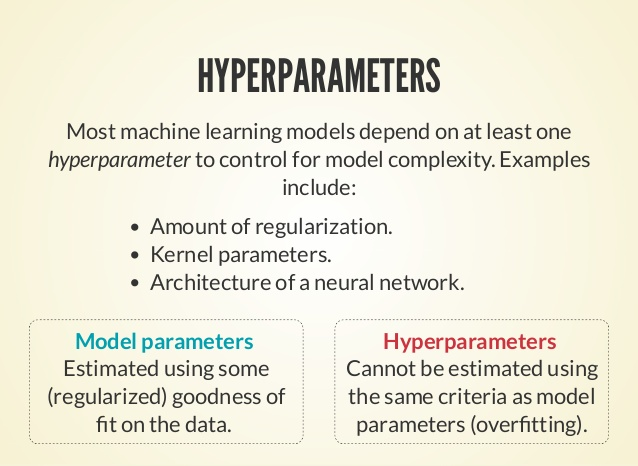 HYPERPARAMETERS
Most machine learning models depend on at least one
hyperparameter to control for model complexity. Examples
include:
• Amount of regularization.
• Kernel parameters.
• Architecture of a neural network.
Model parameters
Estimated using some
(regularized) goodness of
fit on the data.
Hyperparameters
Cannot be estimated using
the same criteria as model
parameters (overfitting).